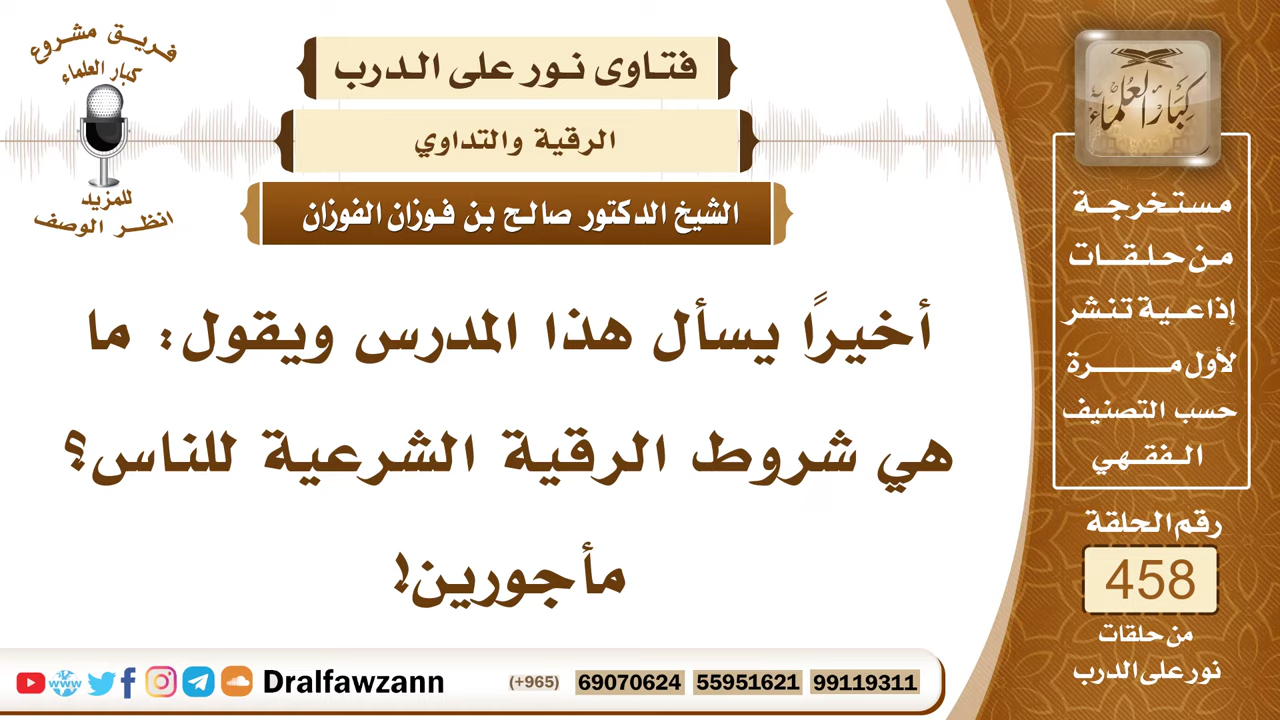 فريق مشروع
كبار العلماء
للمزيد
انظر الوصف
فتاوى نور على الدرب
الرقية والتداوي
الشيخ الدكتور صالح بن فوزان الفوزان
أخيرًا يسأل هذا المدرس ويقول: ما
هي شروط الرقية الشرعية للناس؟
مأجورين!
كبار العلماء
مستخرجة
من حلقات
إذاعية تنشر
لأول مرة
حسب التصنيف
الفقهي
رقم الحلقة
458
من حلقات
نور على الدرب
www Dralfawzann (+965) 69070624 55951621 99119311